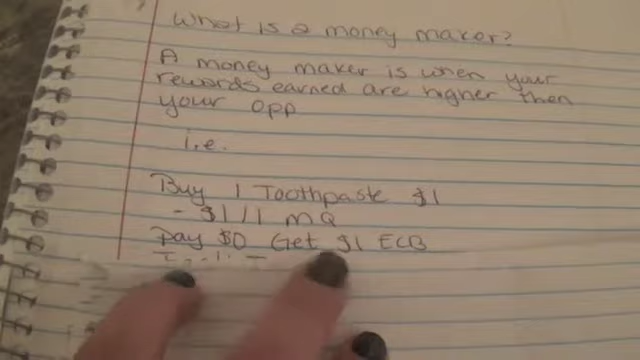 What is a money maker?
A money maker is when your
rewards earned are higher then
your OPP
i.e.
Buy 1 Toothpaste $1
- $1/1 MQ
Pay $0 Get $1 ECB